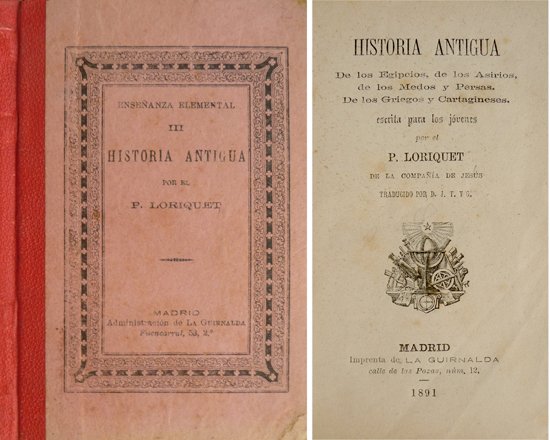 ENSEÑANZA ELEMENTAL
III
HISTORIA ANTIGUA
POR EL
P. LORIQUET
MADRID
Administración de LA GUIRNALDA
Fuencarral, 53, 2.º
HISTORIA ANTIGUA
De los Egipcios, de los Asirios,
de los Medos y Persas,
De los Griegos y Cartagineses,
escrita para los jóvenes
por el
P. LORIQUET
DE LA COMPAÑÍA DE JESÚS
TRADUCIDO POR D. J. T. Y G.
MADRID
Imprenta de LA GUIRNALDA
calle de las Pozas, núm. 12,
1891